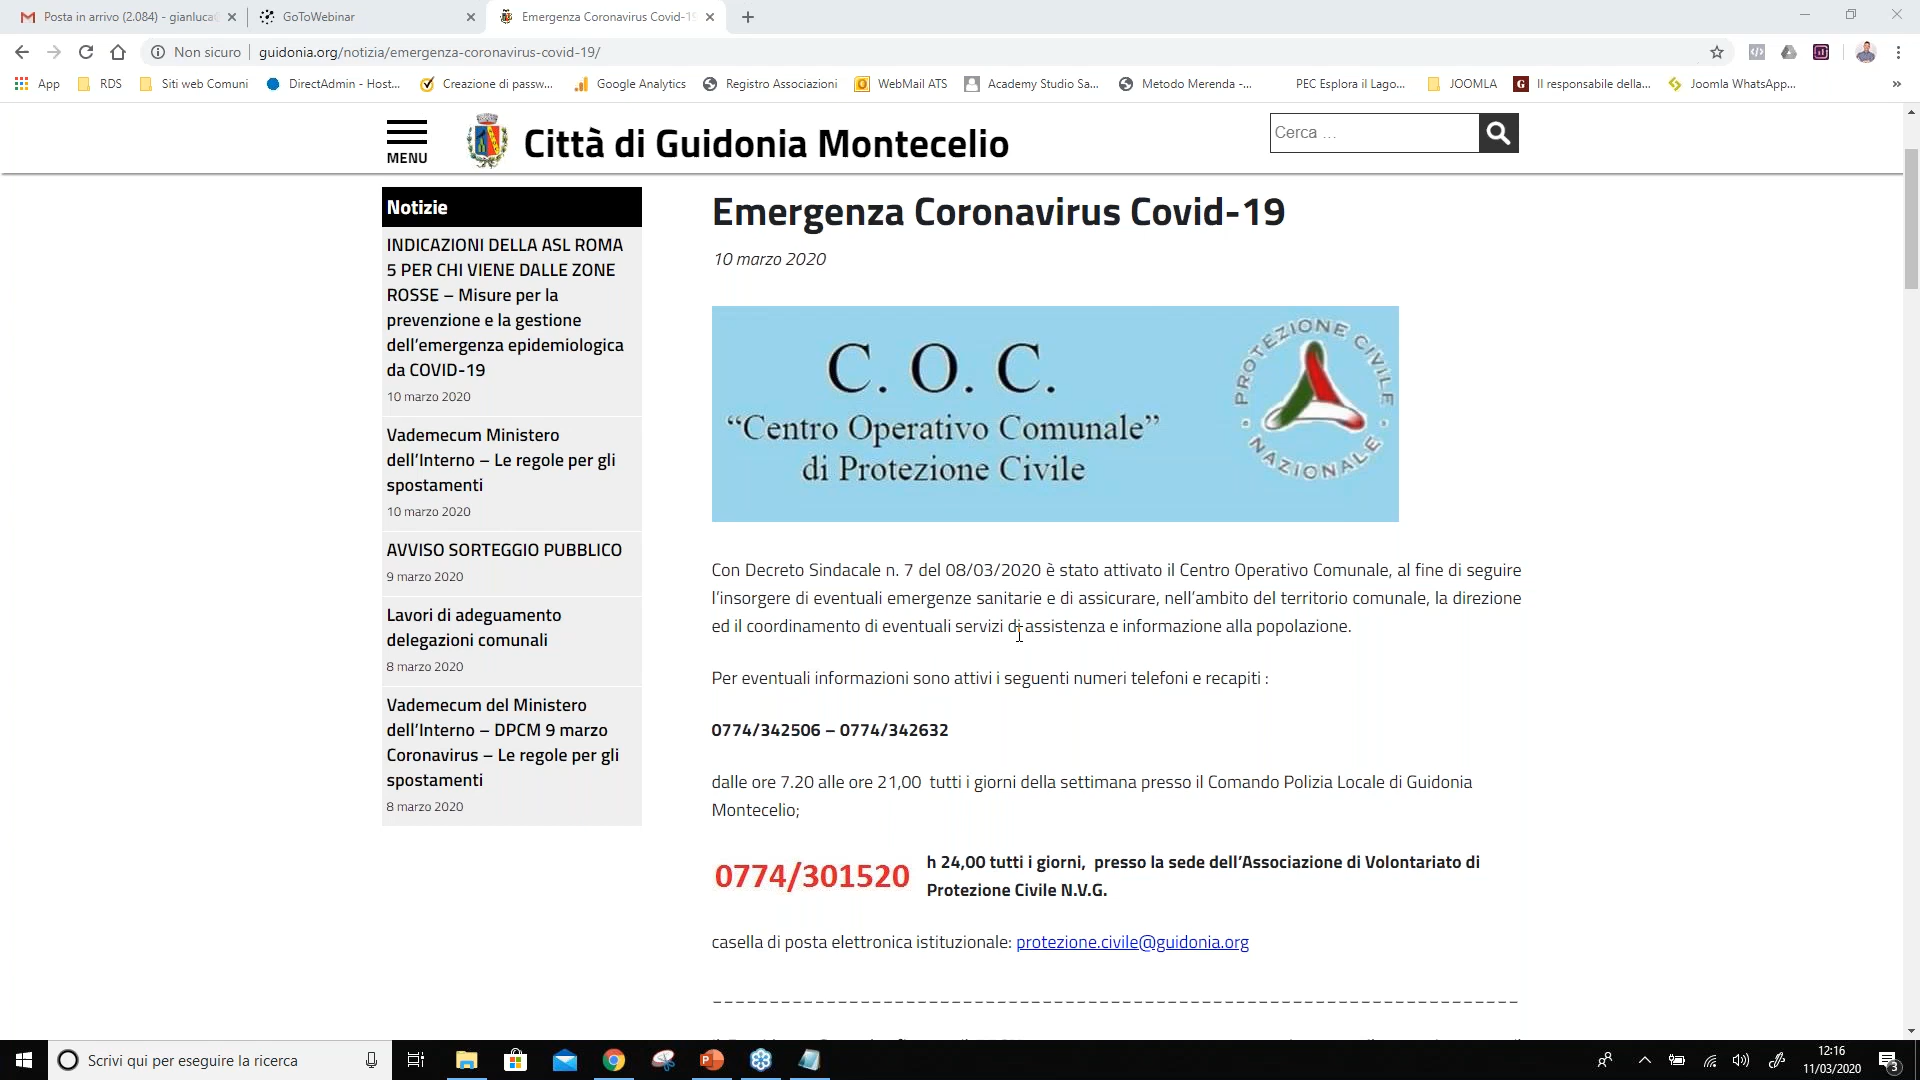 Posta in arrivo (2.084) - gianluca
GoToWebinar
Emergenza Coronavirus Covid-19
Non sicuro
guidonia.org/notizia/emergenza-coronavirus-covid-19/
App
RDS
Siti web Comuni
DirectAdmin - Host...
Creazione di passw...
Google Analytics
Registro Associazioni
WebMail ATS
Academy Studio Sa...
Metodo Merenda -...
PEC Esplora il Lago...
JOOMLA
G
Il responsabile della...
Joomla WhatsApp...
»
MENU
Città di Guidonia Montecelio
Cerca ...
Notizie
INDICAZIONI DELLA ASL ROMA
5 PER CHI VIENE DALLE ZONE
ROSSE – Misure per la
prevenzione e la gestione
dell'emergenza epidemiologica
da COVID-19
10 marzo 2020
Vademecum Ministero
dell'Interno – Le regole per gli
spostamenti
10 marzo 2020
AVVISO SORTEGGIO PUBBLICO
9 marzo 2020
Lavori di adeguamento
delegazioni comunali
8 marzo 2020
Vademecum del Ministero
dell'Interno – DPCM 9 marzo
Coronavirus – Le regole per gli
spostamenti
8 marzo 2020
Emergenza Coronavirus Covid-19
10 marzo 2020
C. O. C.
“Centro Operativo Comunale”
di Protezione Civile
PROTEZIONE CIVILE
NAZIONALE
Con Decreto Sindacale n. 7 del 08/03/2020 è stato attivato il Centro Operativo Comunale, al fine di seguire
l'insorgere di eventuali emergenze sanitarie e di assicurare, nell'ambito del territorio comunale, la direzione
ed il coordinamento di eventuali servizi di assistenza e informazione alla popolazione.
Per eventuali informazioni sono attivi i seguenti numeri telefoni e recapiti :
0774/342506 – 0774/342632
dalle ore 7.20 alle ore 21,00 tutti i giorni della settimana presso il Comando Polizia Locale di Guidonia
Montecelio;
0774/301520
h 24,00 tutti i giorni, presso la sede dell'Associazione di Volontariato di
Protezione Civile N.V.G.
casella di posta elettronica istituzionale: protezione.civile@guidonia.org
Scrivi qui per eseguire la ricerca
12:16
11/03/2020
3